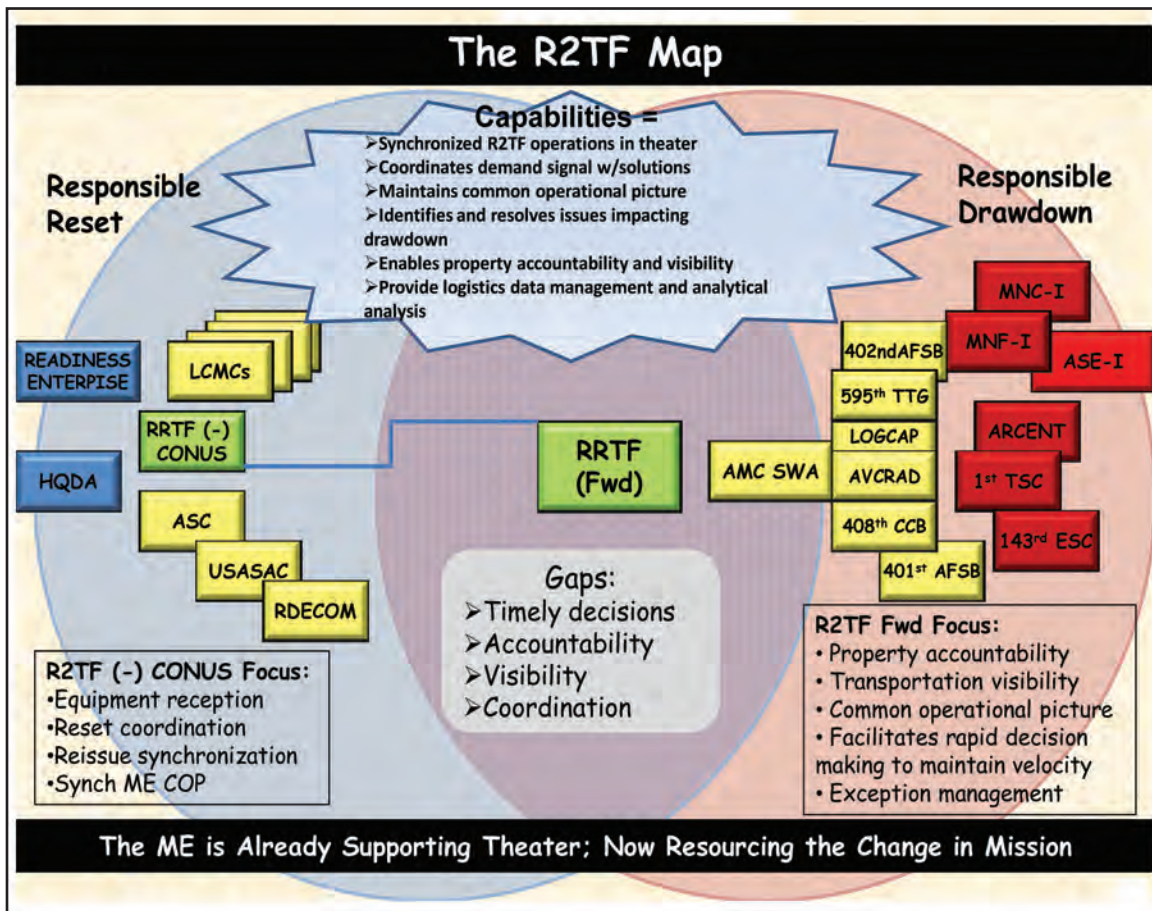 The R2TF Map
Capabilities =
➢Synchronized R2TF operations in theater
➢Coordinates demand signal w/solutions
➢Maintains common operational picture
➢Identifies and resolves issues impacting
drawdown
➢Enables property accountability and visibility
➢Provide logistics data management and analytical
analysis
Responsible
Reset
Responsible
Drawdown
READINESS
ENTERPISE
LCMCs
RRTF (-)
CONUS
HQDA
ASC
USASAC
RDECOM
RRTF
(Fwd)
AMC SWA
402ndAFSB
595th TTG
LOGCAP
AVCRAD
408th CCB
401st AFSB
MNC-I
MNF-I
ASE-I
ARCENT
1st TSC
143rd ESC
Gaps:
➢Timely decisions
➢Accountability
➢Visibility
➢Coordination
R2TF (-) CONUS Focus:
•Equipment reception
•Reset coordination
•Reissue synchronization
•Synch ME COP
R2TF Fwd Focus:
• Property accountability
• Transportation visibility
• Common operational picture
• Facilitates rapid decision
making to maintain velocity
• Exception management
The ME is Already Supporting Theater; Now Resourcing the Change in Mission